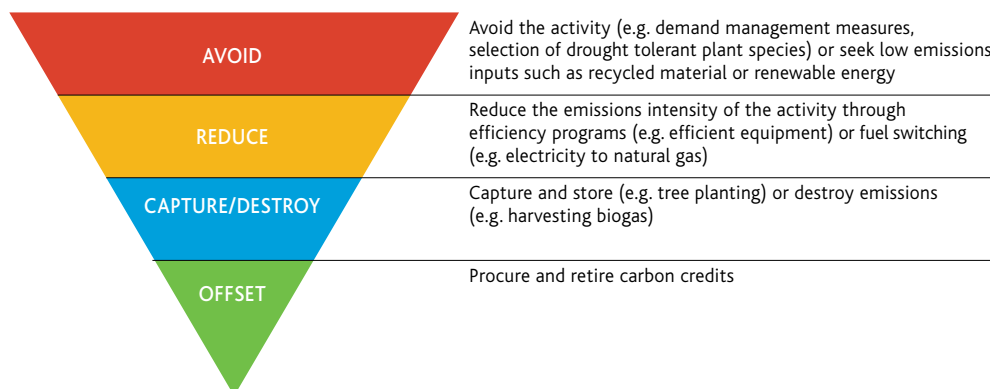 AVOID
Avoid the activity (e.g. demand management measures,
selection of drought tolerant plant species) or seek low emissions
inputs such as recycled material or renewable energy
REDUCE
Reduce the emissions intensity of the activity through
efficiency programs (e.g. efficient equipment) or fuel switching
(e.g. electricity to natural gas)
CAPTURE/DESTROY
Capture and store (e.g. tree planting) or destroy emissions
(e.g. harvesting biogas)
OFFSET
Procure and retire carbon credits